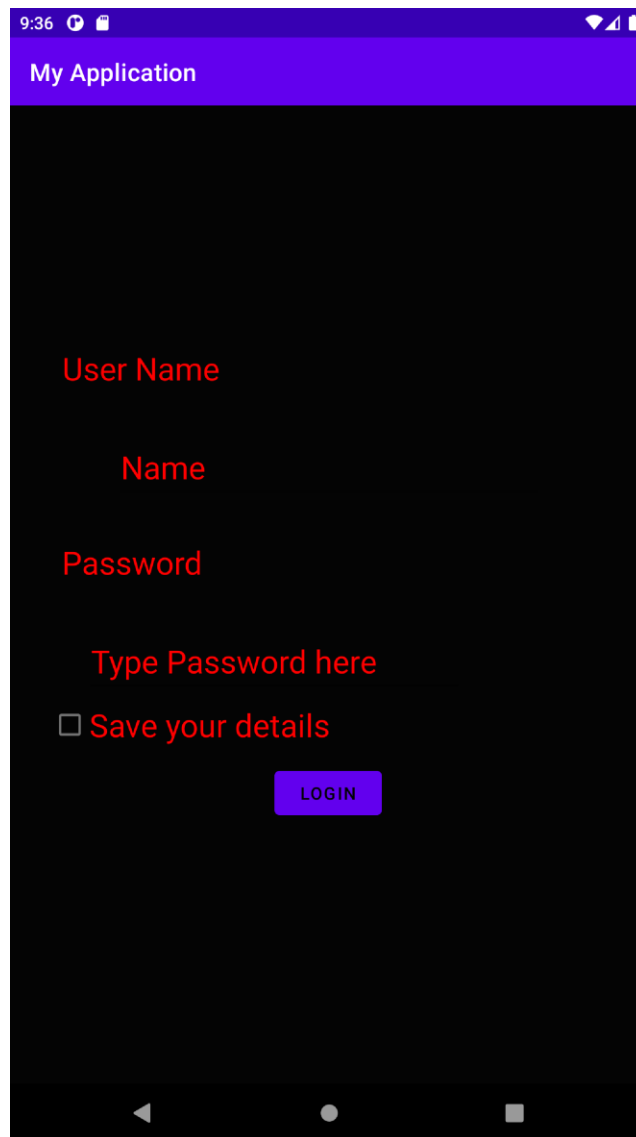 9:36
My Application
User Name
Name
Password
Type Password here
Save your details
LOGIN